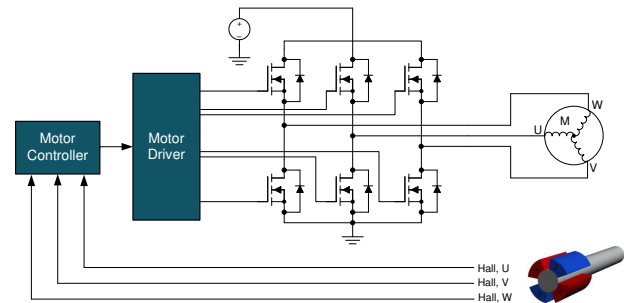 +
−
Motor
Controller
Motor
Driver
M
U
W
V
Hall, U
Hall, V
Hall, W